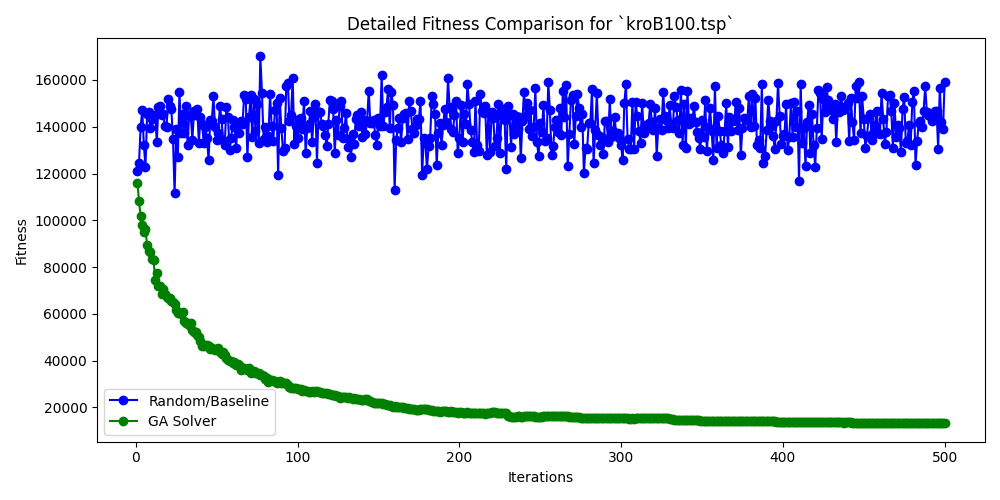 Detailed Fitness Comparison for `kroB100.tsp`
Fitness
160000
140000
120000
100000
80000
60000
40000
20000
Random/Baseline
GA Solver
0 100 200 300 400 500
Iterations